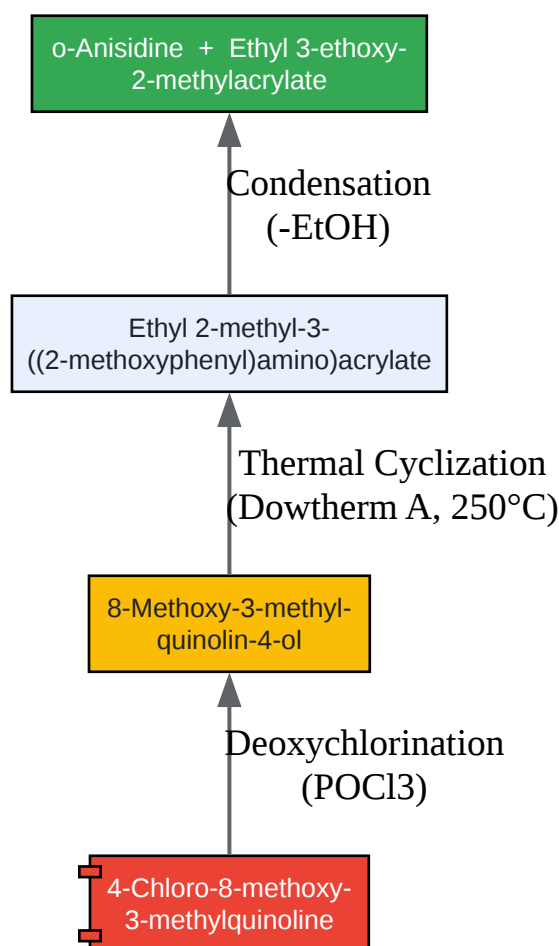 o-Anisidine + Ethyl 3-ethoxy-
2-methylacrylate
Condensation
(-EtOH)
Ethyl 2-methyl-3-
((2-methoxyphenyl)amino)acrylate
Thermal Cyclization
(Dowtherm A, 250°C)
8-Methoxy-3-methyl-
quinolin-4-ol
Deoxychlorination
(POCl3)
4-Chloro-8-methoxy-
3-methylquinoline